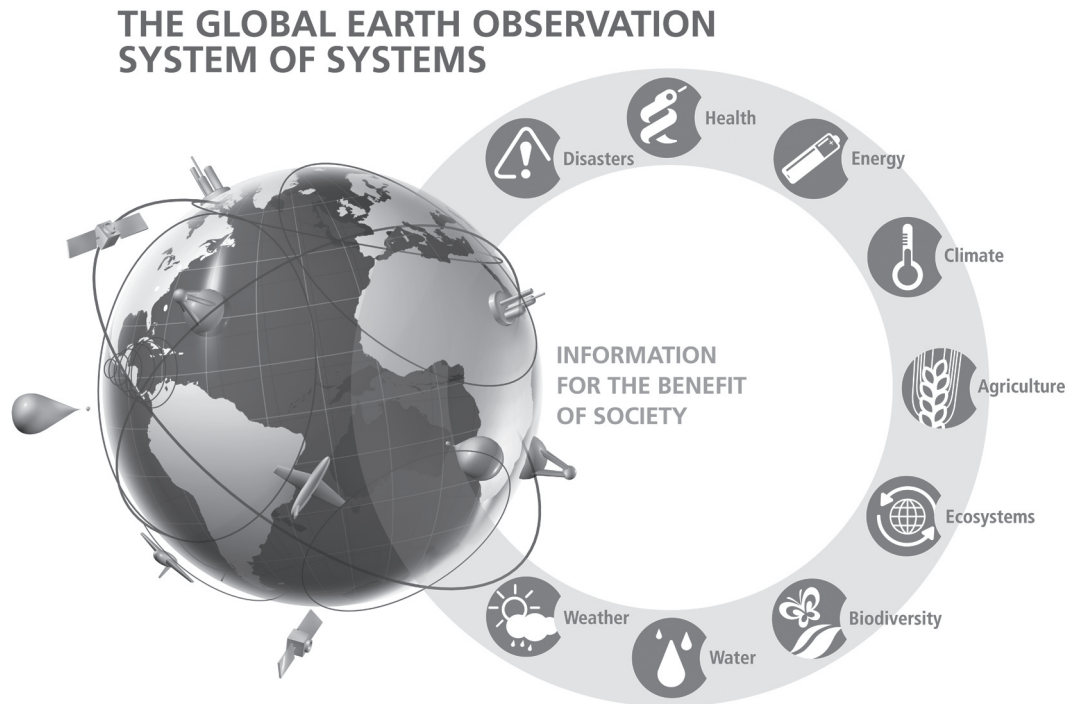 THE GLOBAL EARTH OBSERVATION
SYSTEM OF SYSTEMS
Health
Disasters
Energy
Climate
INFORMATION
FOR THE BENEFIT
OF SOCIETY
Agriculture
Ecosystems
Weather
Biodiversity
Water